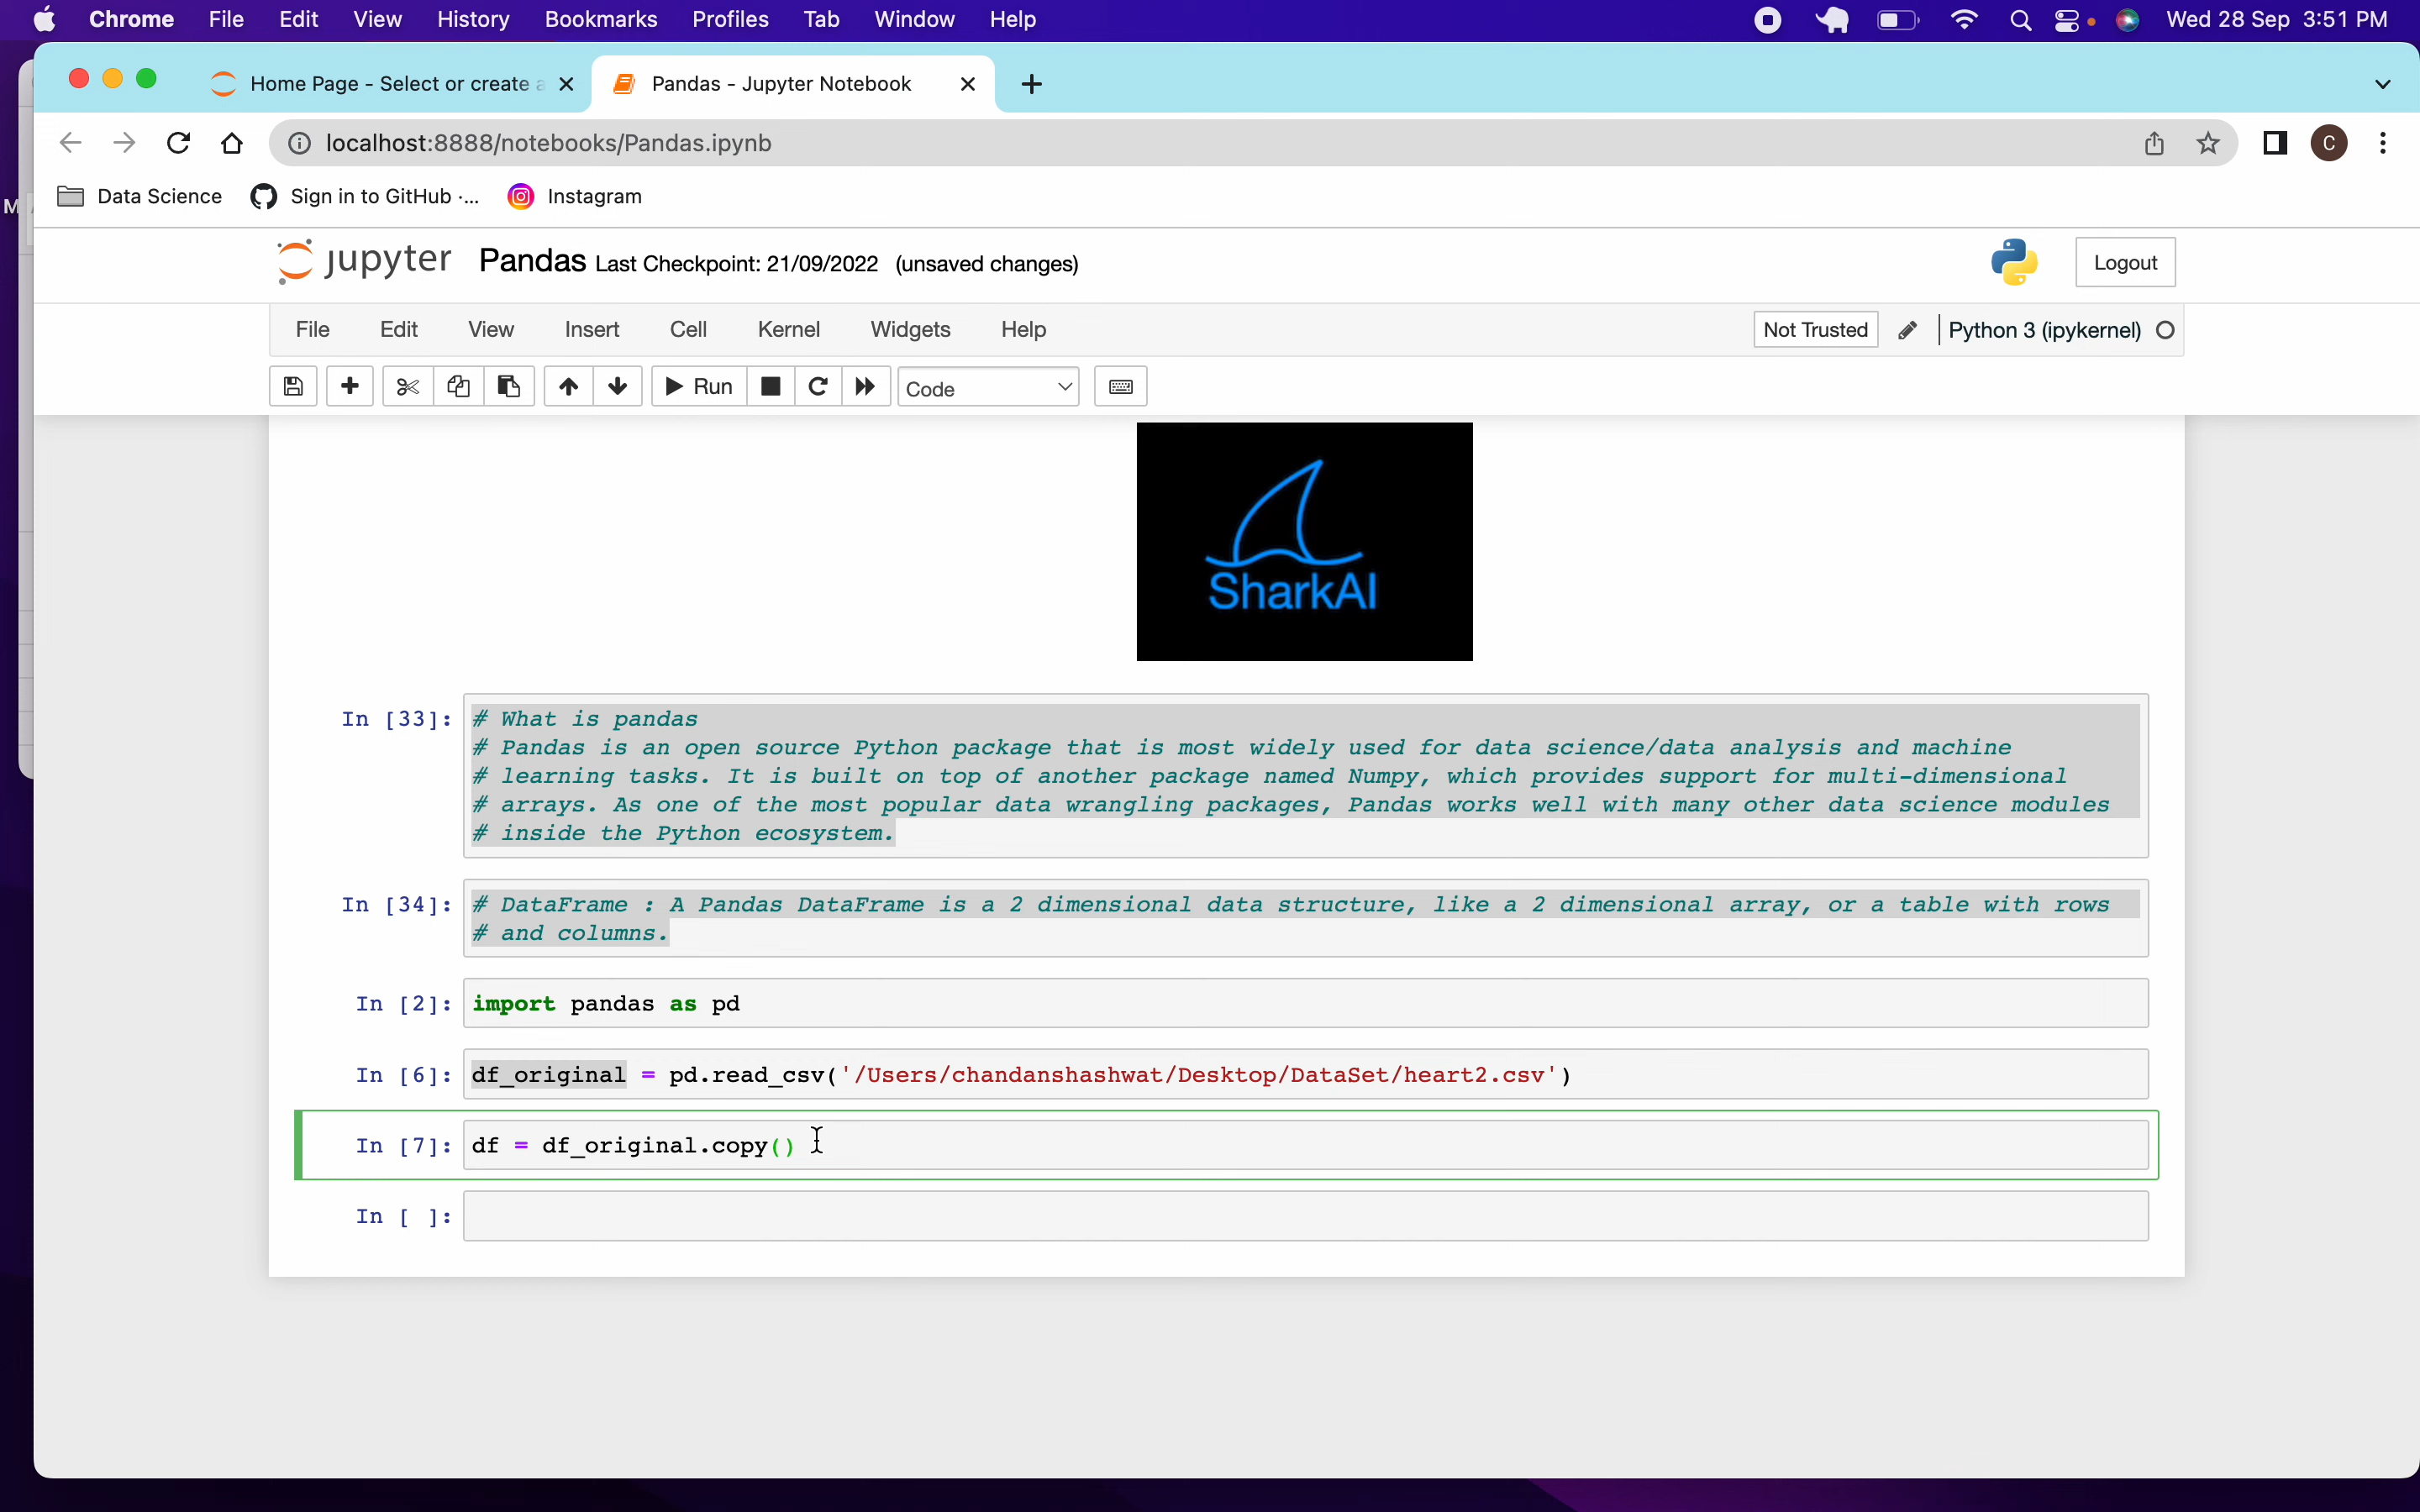 Chrome File Edit View History Bookmarks Profiles Tab Window Help Wed 28 Sep 3:51 PM
Home Page - Select or create a Pandas - Jupyter Notebook
localhost:8888/notebooks/Pandas.ipynb C
Data Science Sign in to GitHub ·... Instagram
jupyter Pandas Last Checkpoint: 21/09/2022 (unsaved changes) Logout
File Edit View Insert Cell Kernel Widgets Help Not Trusted Python 3 (ipykernel)
Run Code
SharkAI
In [33]: # What is pandas
# Pandas is an open source Python package that is most widely used for data science/data analysis and machine
# learning tasks. It is built on top of another package named Numpy, which provides support for multi-dimensional
# arrays. As one of the most popular data wrangling packages, Pandas works well with many other data science modules
# inside the Python ecosystem.
In [34]: # DataFrame : A Pandas DataFrame is a 2 dimensional data structure, like a 2 dimensional array, or a table with rows
# and columns.
In [2]: import pandas as pd
In [6]: df_original = pd.read_csv('/Users/chandanshashwat/Desktop/DataSet/heart2.csv')
In [7]: df = df_original.copy()
In [ ]: